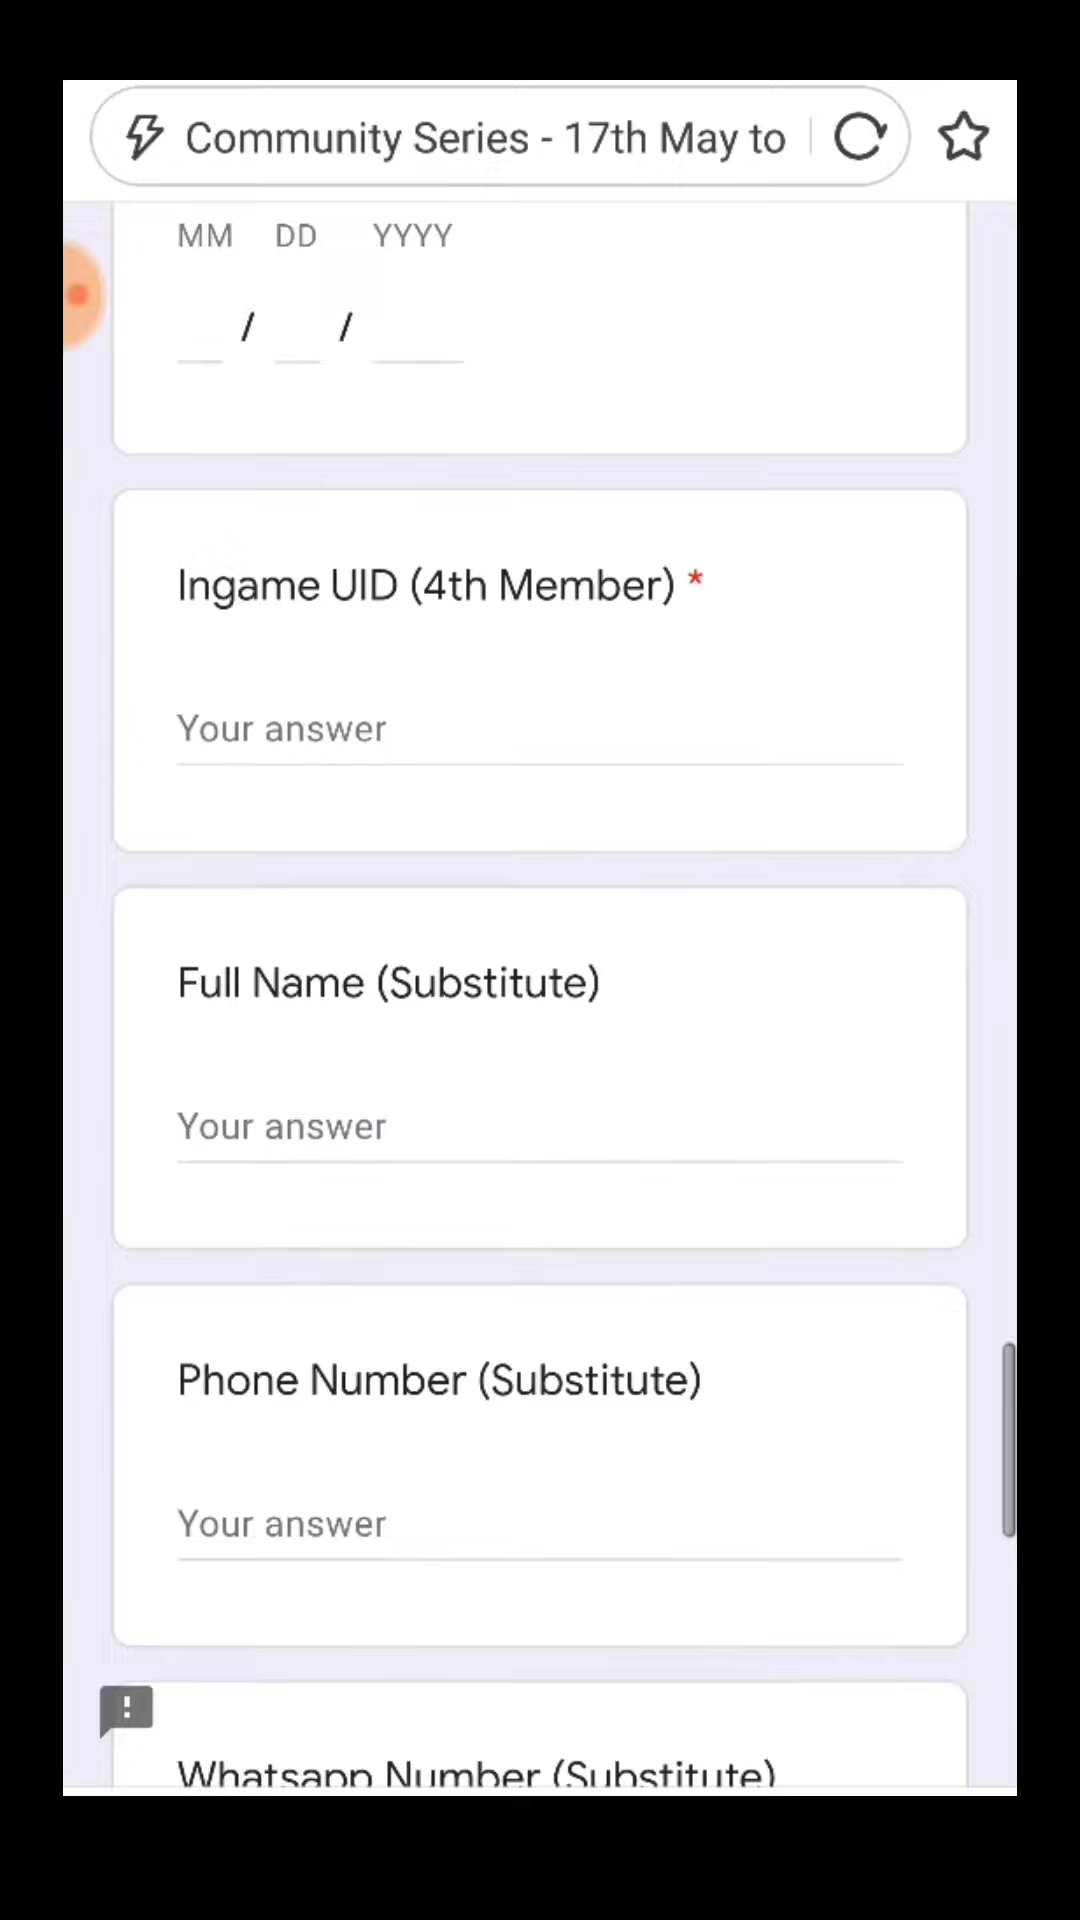 Community Series - 17th May to
MM DD YYYY
/ /
Ingame UID (4th Member) *
Your answer
Full Name (Substitute)
Your answer
Phone Number (Substitute)
Your answer
Whatsapp Number (Substitute)